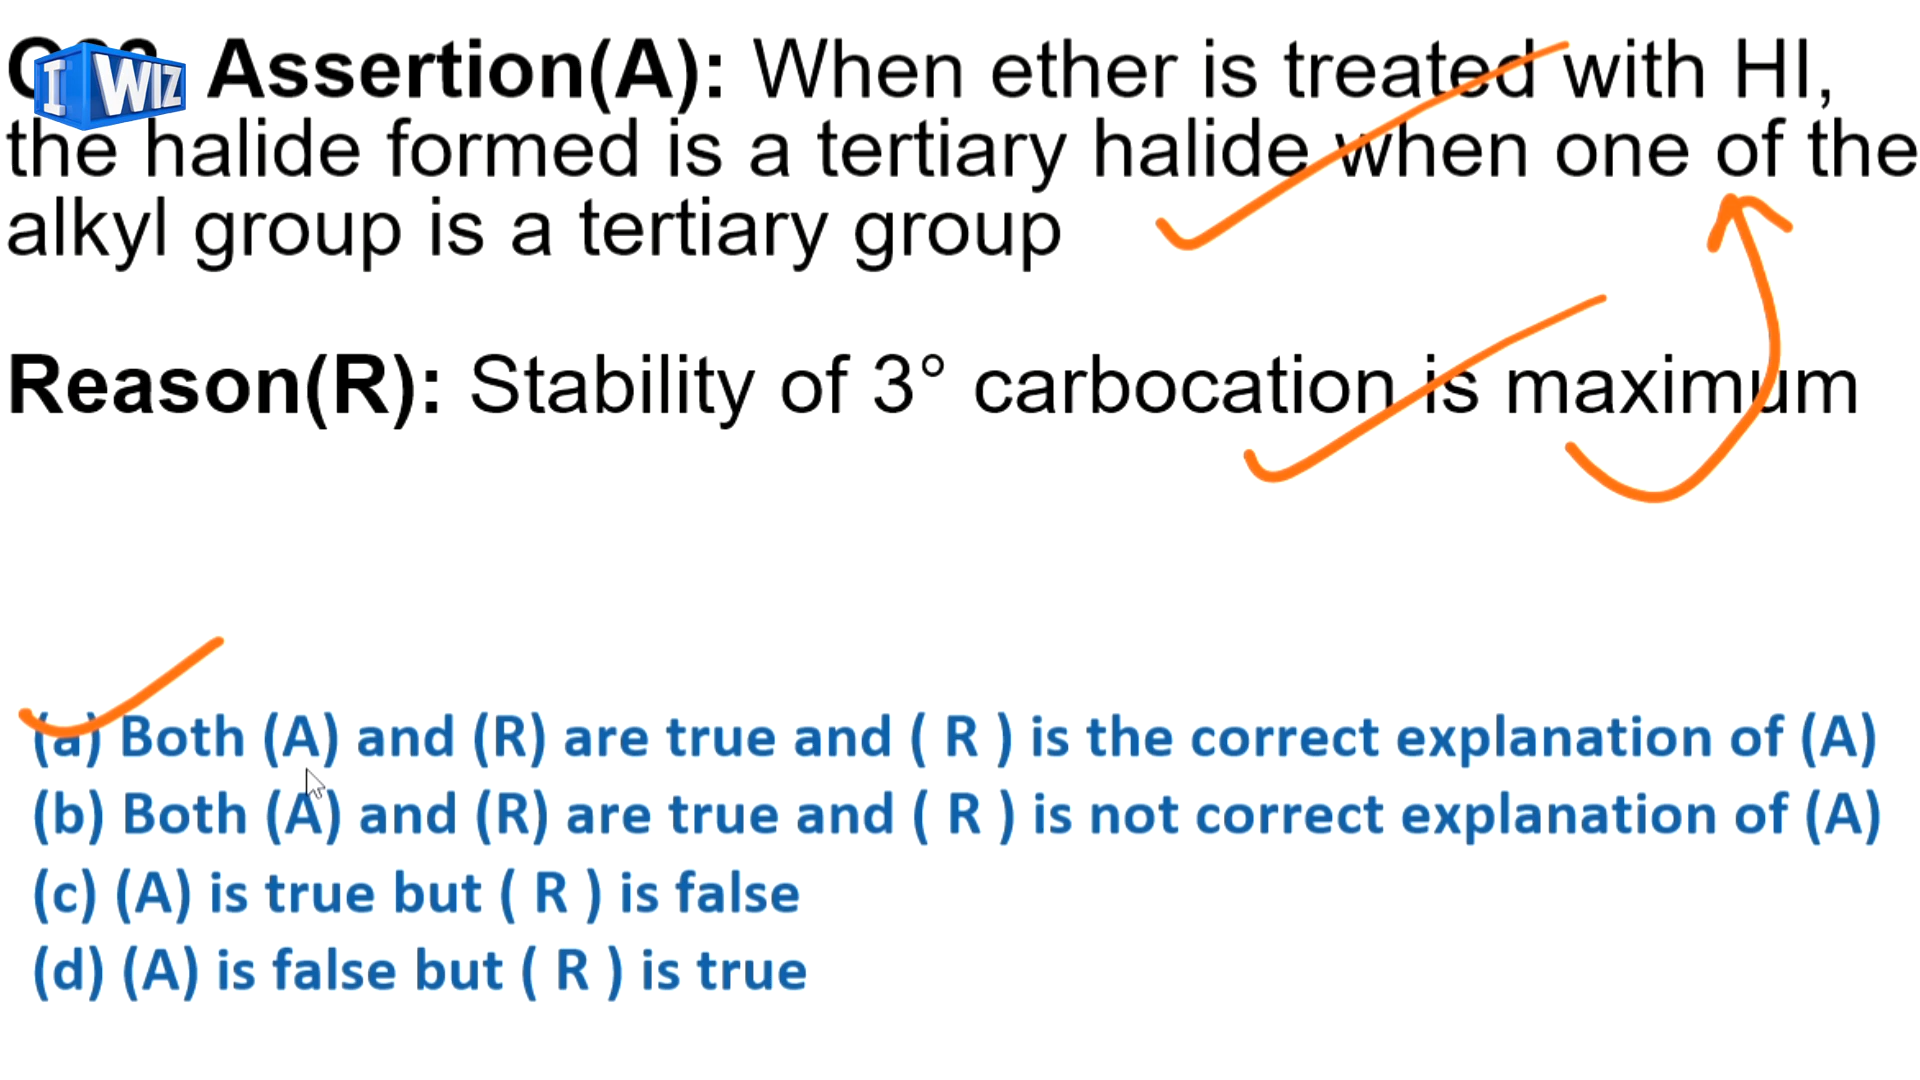 I WIZ
Assertion(A): When ether is treated with HI,
the halide formed is a tertiary halide when one of the
alkyl group is a tertiary group
Reason(R): Stability of 3° carbocation is maximum
(a) Both (A) and (R) are true and ( R ) is the correct explanation of (A)
(b) Both (A) and (R) are true and ( R ) is not correct explanation of (A)
(c) (A) is true but ( R ) is false
(d) (A) is false but ( R ) is true